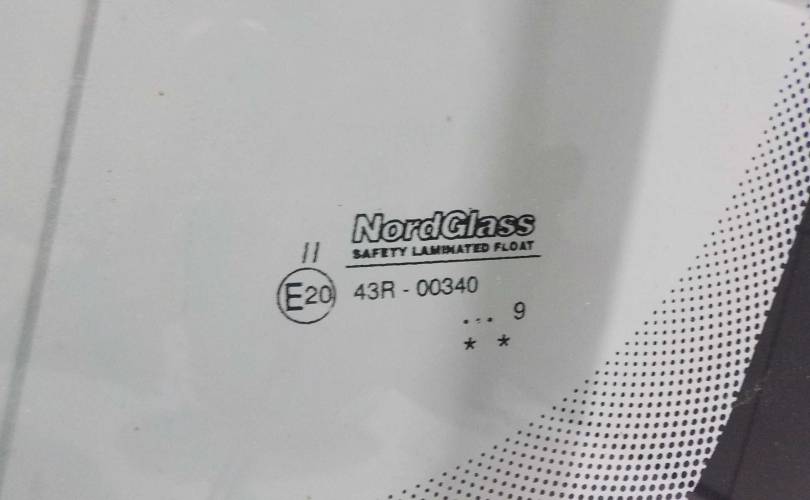 NordGlass
SAFETY LAMINATED FLOAT
II
E20 43R - 00340
... 9
* *